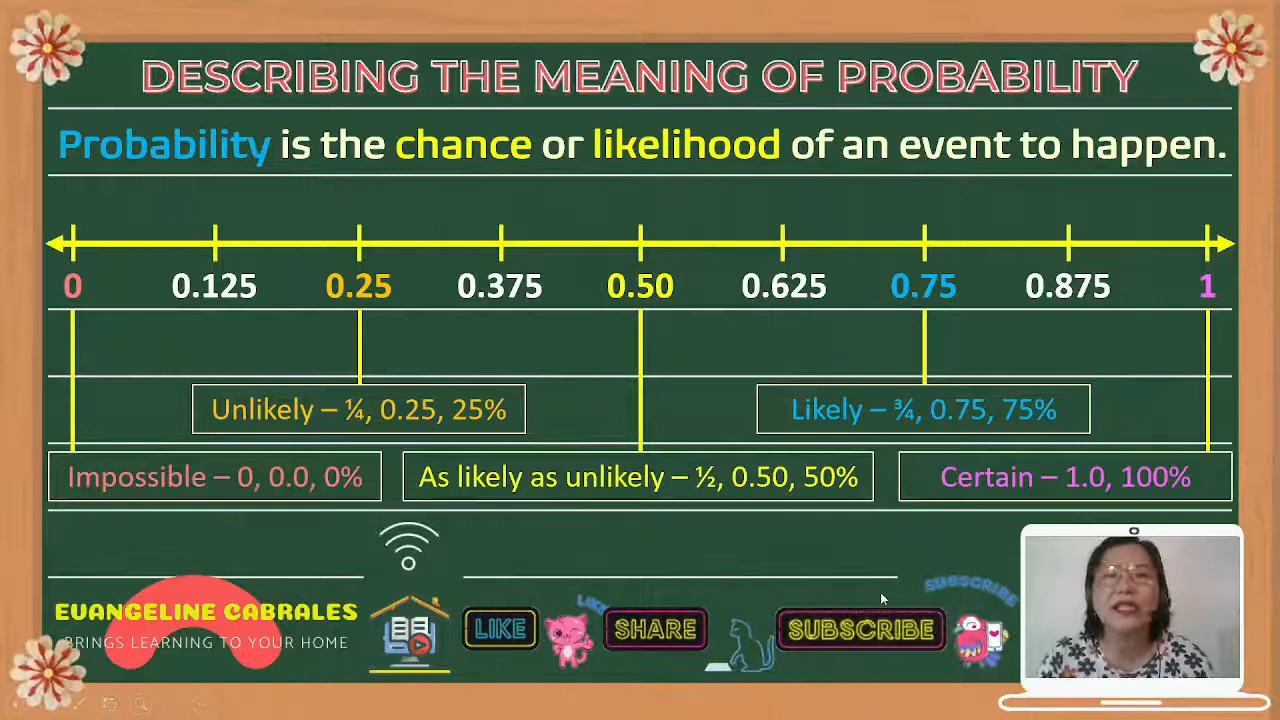 DESCRIBING THE MEANING OF PROBABILITY
Probability is the chance or likelihood of an event to happen.
0 0.125 0.25 0.375 0.50 0.625 0.75 0.875 1
Unlikely – ¼, 0.25, 25% Likely – ¾, 0.75, 75%
Impossible – 0, 0.0, 0% As likely as unlikely – ½, 0.50, 50% Certain – 1.0, 100%
EVANGELINE CABRALES
BRINGS LEARNING TO YOUR HOME
LIKE
LIKE
SHARE
SUBSCRIBE
SUBSCRIBE